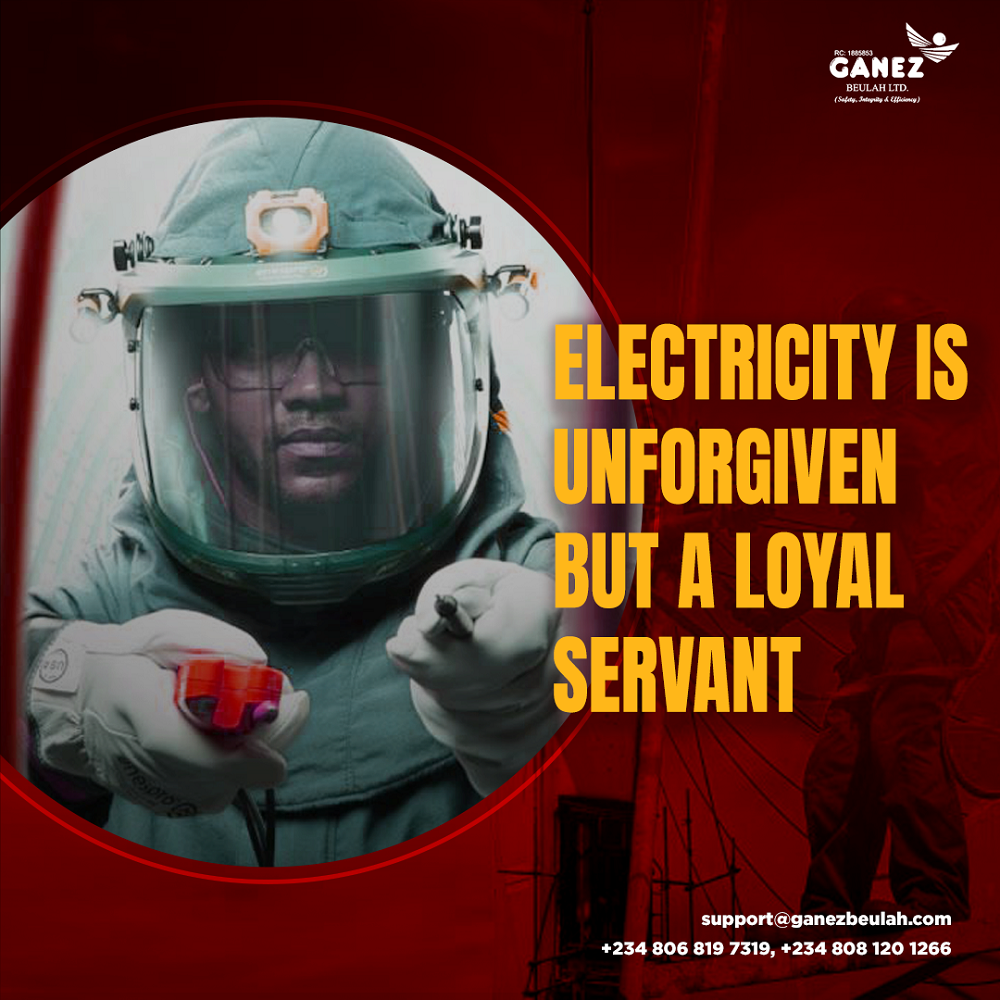 RC: 1885853
GANEZ
BEULAH LTD.
(Safety, Integrity & Efficiency)
ELECTRICITY IS
UNFORGIVEN
BUT A LOYAL
SERVANT
support@ganezbeulah.com
+234 806 819 7319, +234 808 120 1266